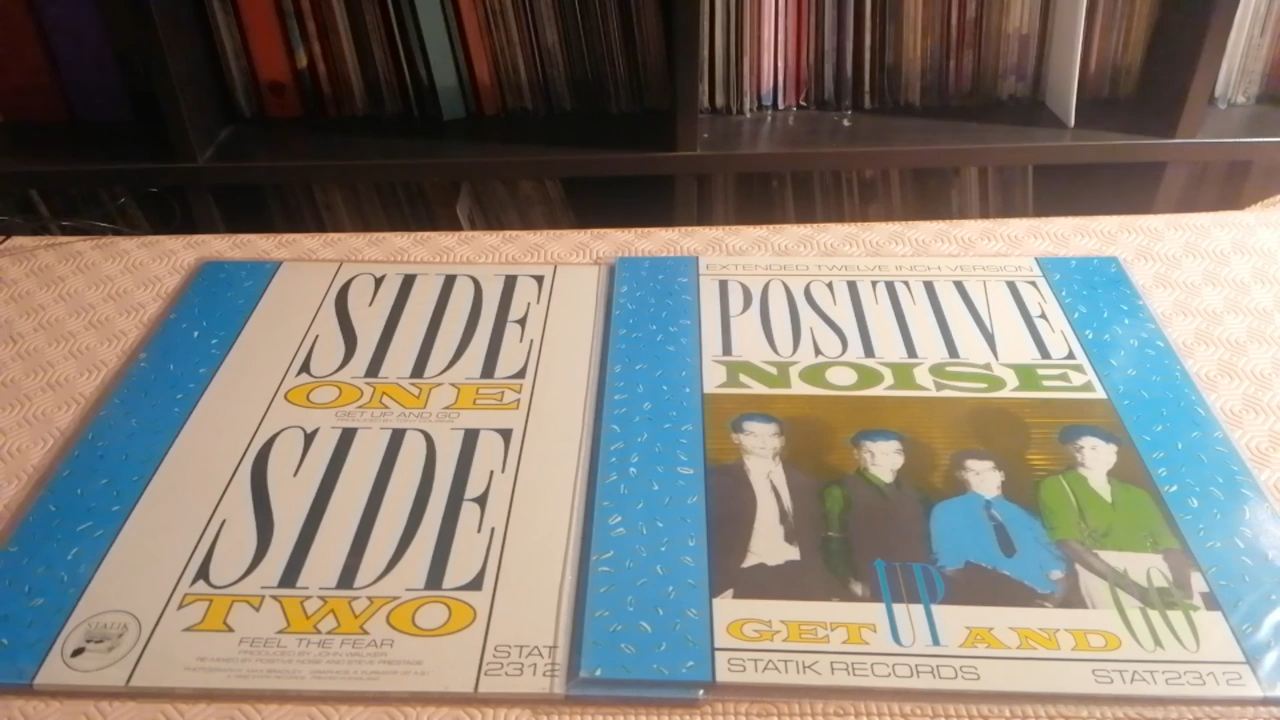 SIDE
ONE
GET UP AND GO
SIDE
TWO
FEEL THE FEAR
PRODUCED BY JOHN WALKER
RE-MIXED BY POSITIVE NOISE AND STEVE PRESTAGE
STATIK
STAT
2312
EXTENDED TWELVE INCH VERSION
POSITIVE
NOISE
GET UP AND GO
STATIK RECORDS
STAT2312